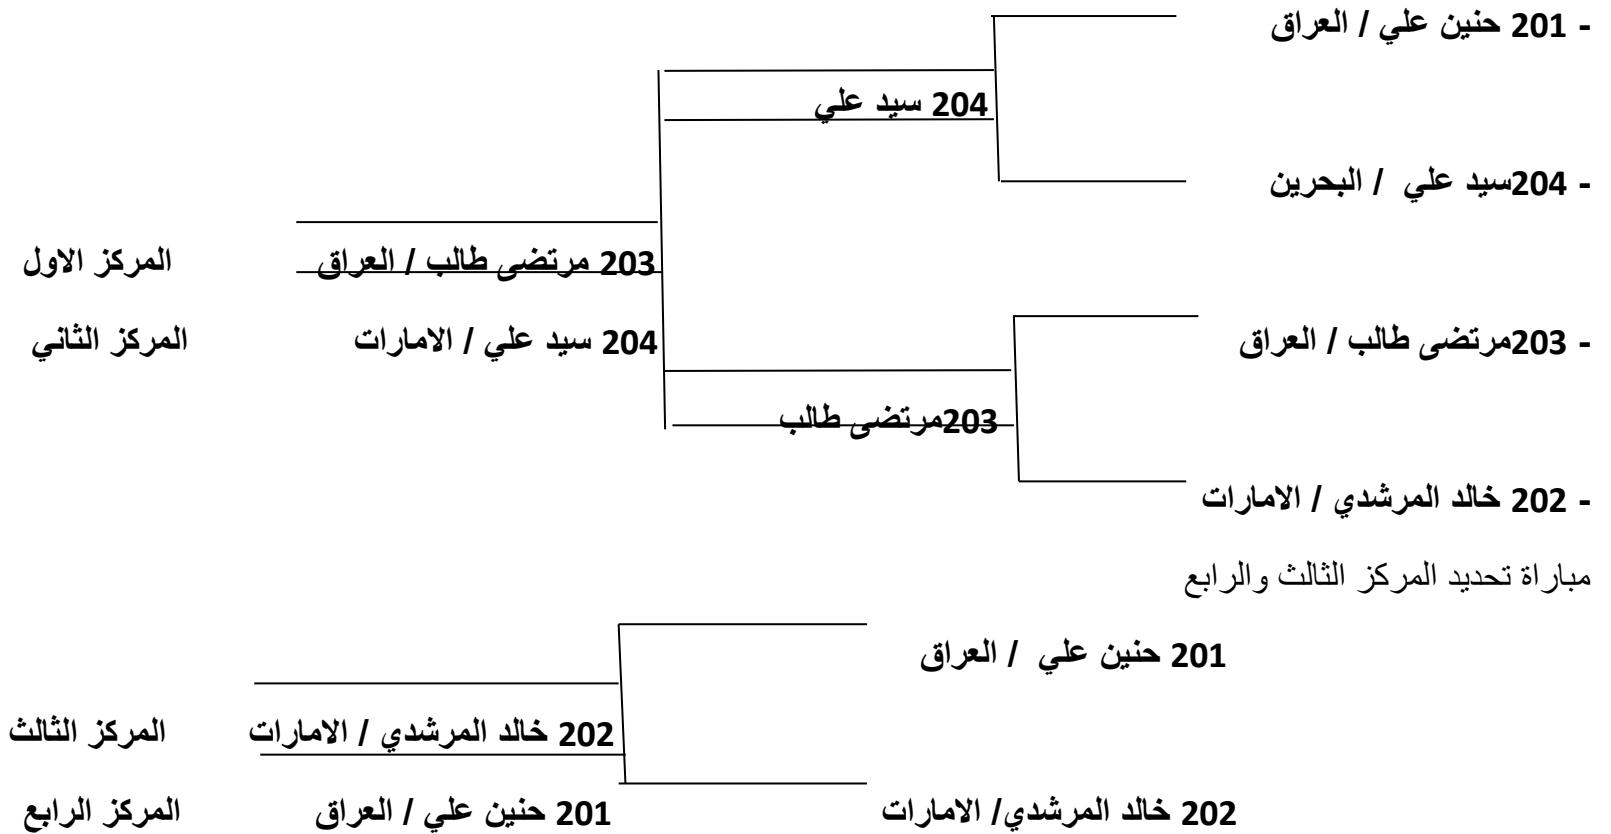 - 201 حنين علي / العراق
204 سيد علي
- 204سيد علي / البحرين
203 مرتضى طالب / العراق المركز الاول
- 203مرتضى طالب / العراق 204 سيد علي / الامارات المركز الثاني
203مرتضى طالب
- 202 خالد المرشدي / الامارات
مباراة تحديد المركز الثالث والرابع
201 حنين علي / العراق
202 خالد المرشدي / الامارات المركز الثالث
202 خالد المرشدي/ الامارات 201 حنين علي / العراق المركز الرابع